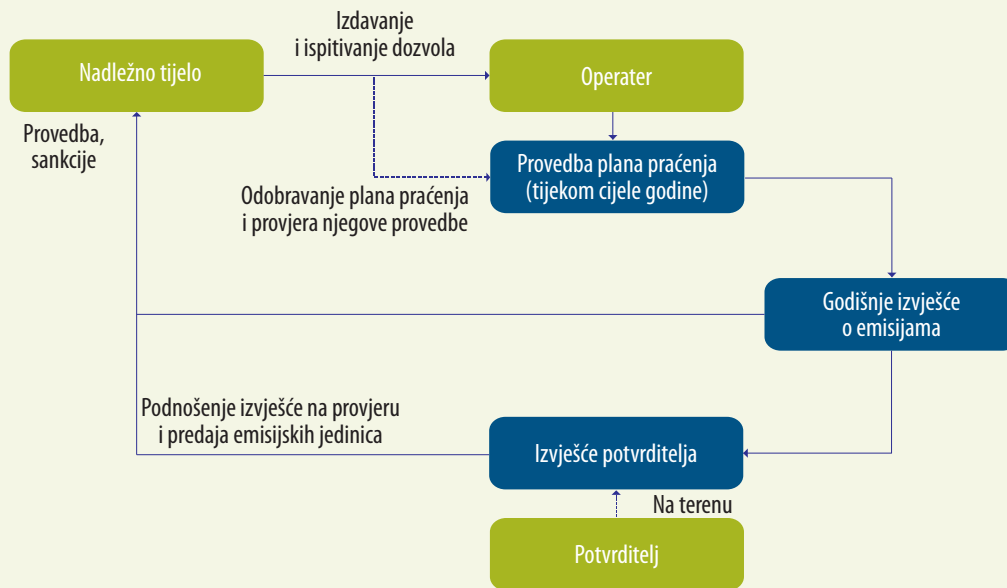 Izdavanje
i ispitivanje dozvola
Nadležno tijelo
Operater
Provedba,
sankcije
Provedba plana praćenja
(tijekom cijele godine)
Odobravanje plana praćenja
i provjera njegove provedbe
Godišnje izvješće
o emisijama
Podnošenje izvješće na provjeru
i predaja emisijskih jedinica
Izvješće potvrditelja
Na terenu
Potvrditelj